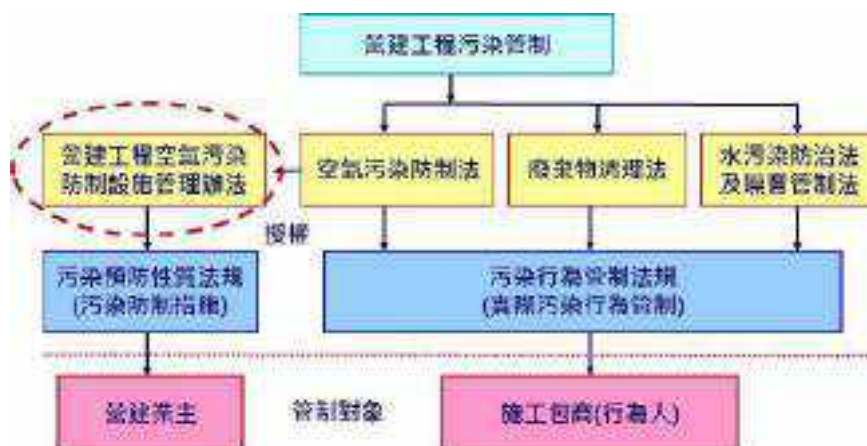 營建工程污染管制
營建工程空氣污染
防制設施管理辦法
空氣污染防制法
廢棄物清理法
水污染防治法
及噪音管制法
授權
污染預防性質法規
(污染防制措施)
污染行為管制法規
(實際污染行為管制)
營建業主
管制對象
施工包商(行為人)